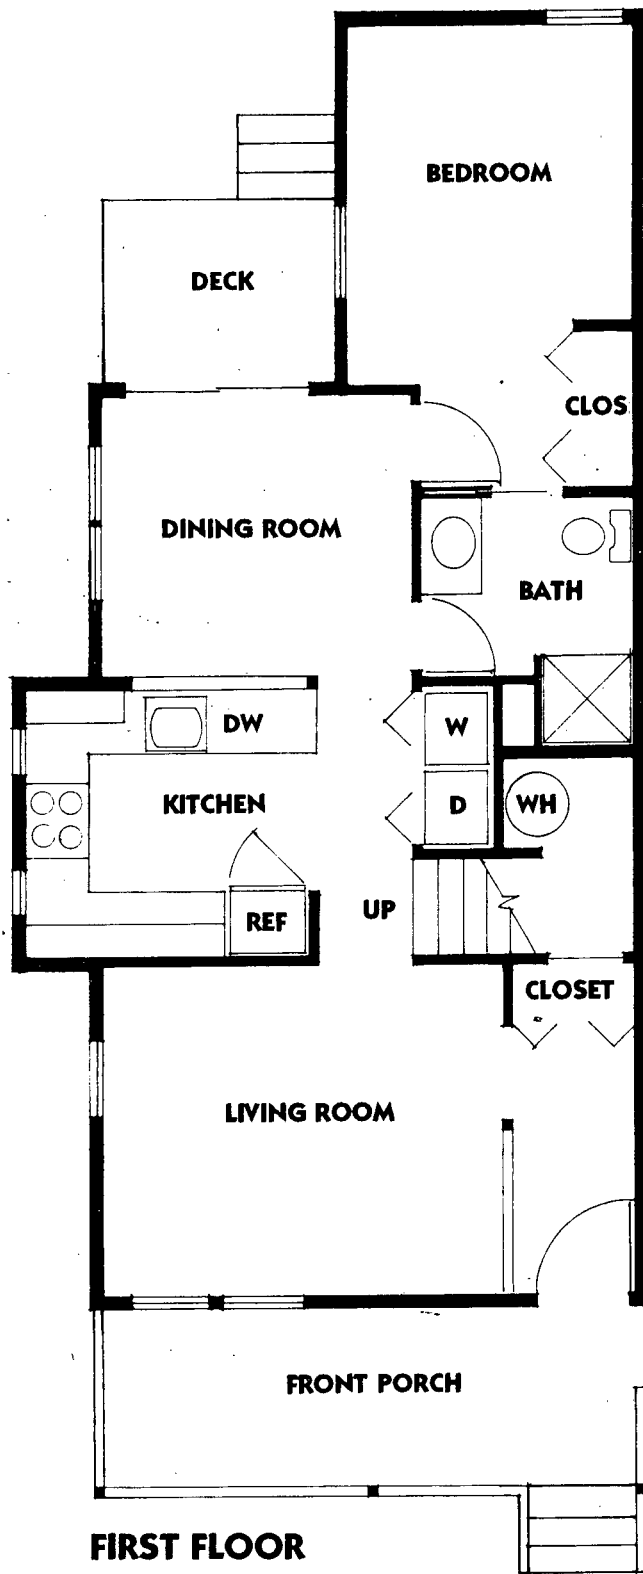 BEDROOM
DECK
CLOS
DINING ROOM
BATH
DW
W
KITCHEN
D
WH
REF
UP
CLOSET
LIVING ROOM
FRONT PORCH
FIRST FLOOR